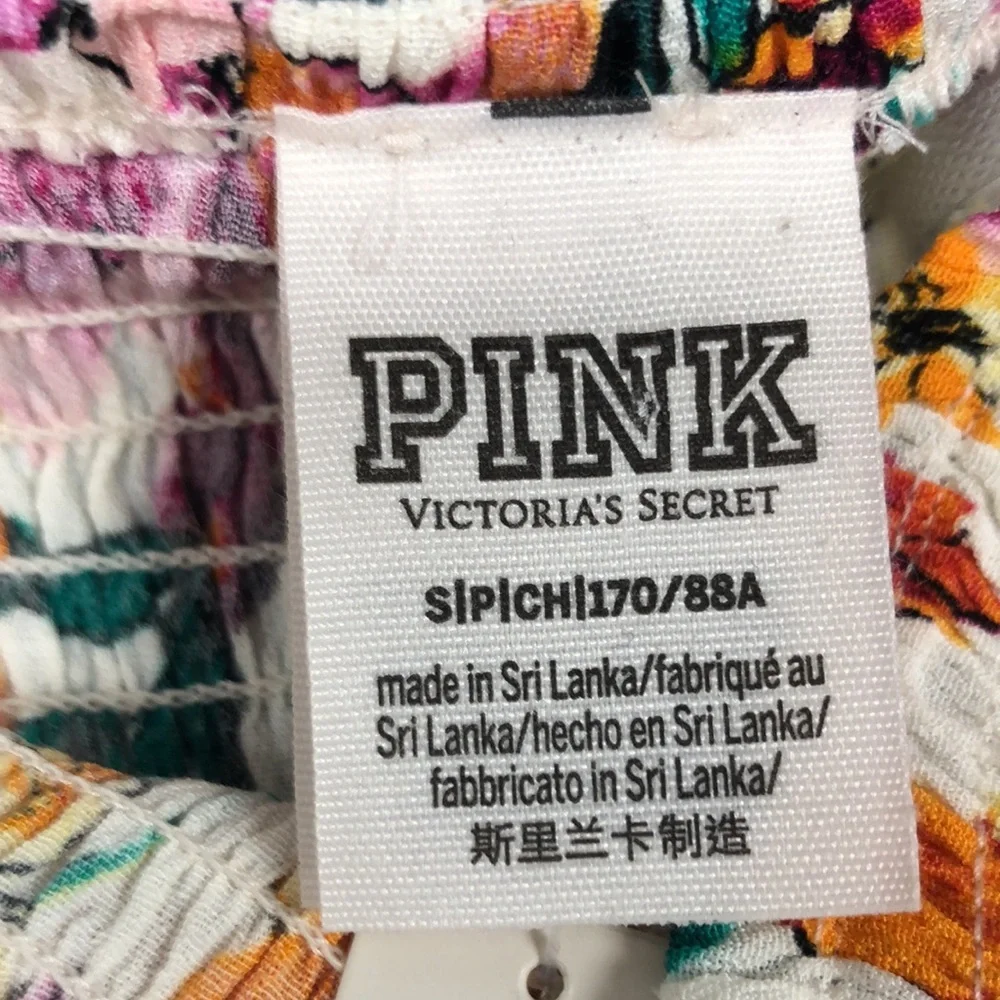 PINK
VICTORIA'S SECRET
S|P|CH|170/88A
made in Sri Lanka/fabriqué au
Sri Lanka/hecho en Sri Lanka/
fabbricato in Sri Lanka/
斯里兰卡制造